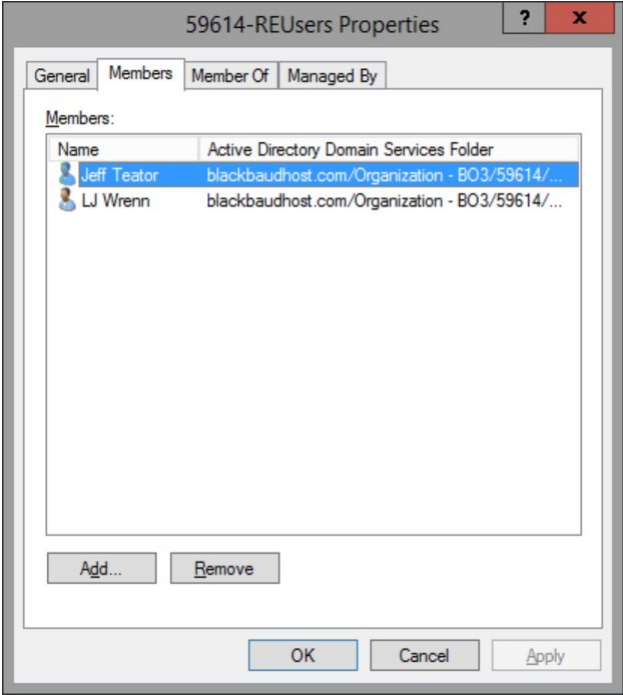 59614-REUsers Properties ? x
General Members Member Of Managed By
Members:
Name Active Directory Domain Services Folder
Jeff Teator blackbaudhost.com/Organization - BO3/59614/...
LJ Wrenn blackbaudhost.com/Organization - BO3/59614/...
Add... Remove
OK Cancel Apply